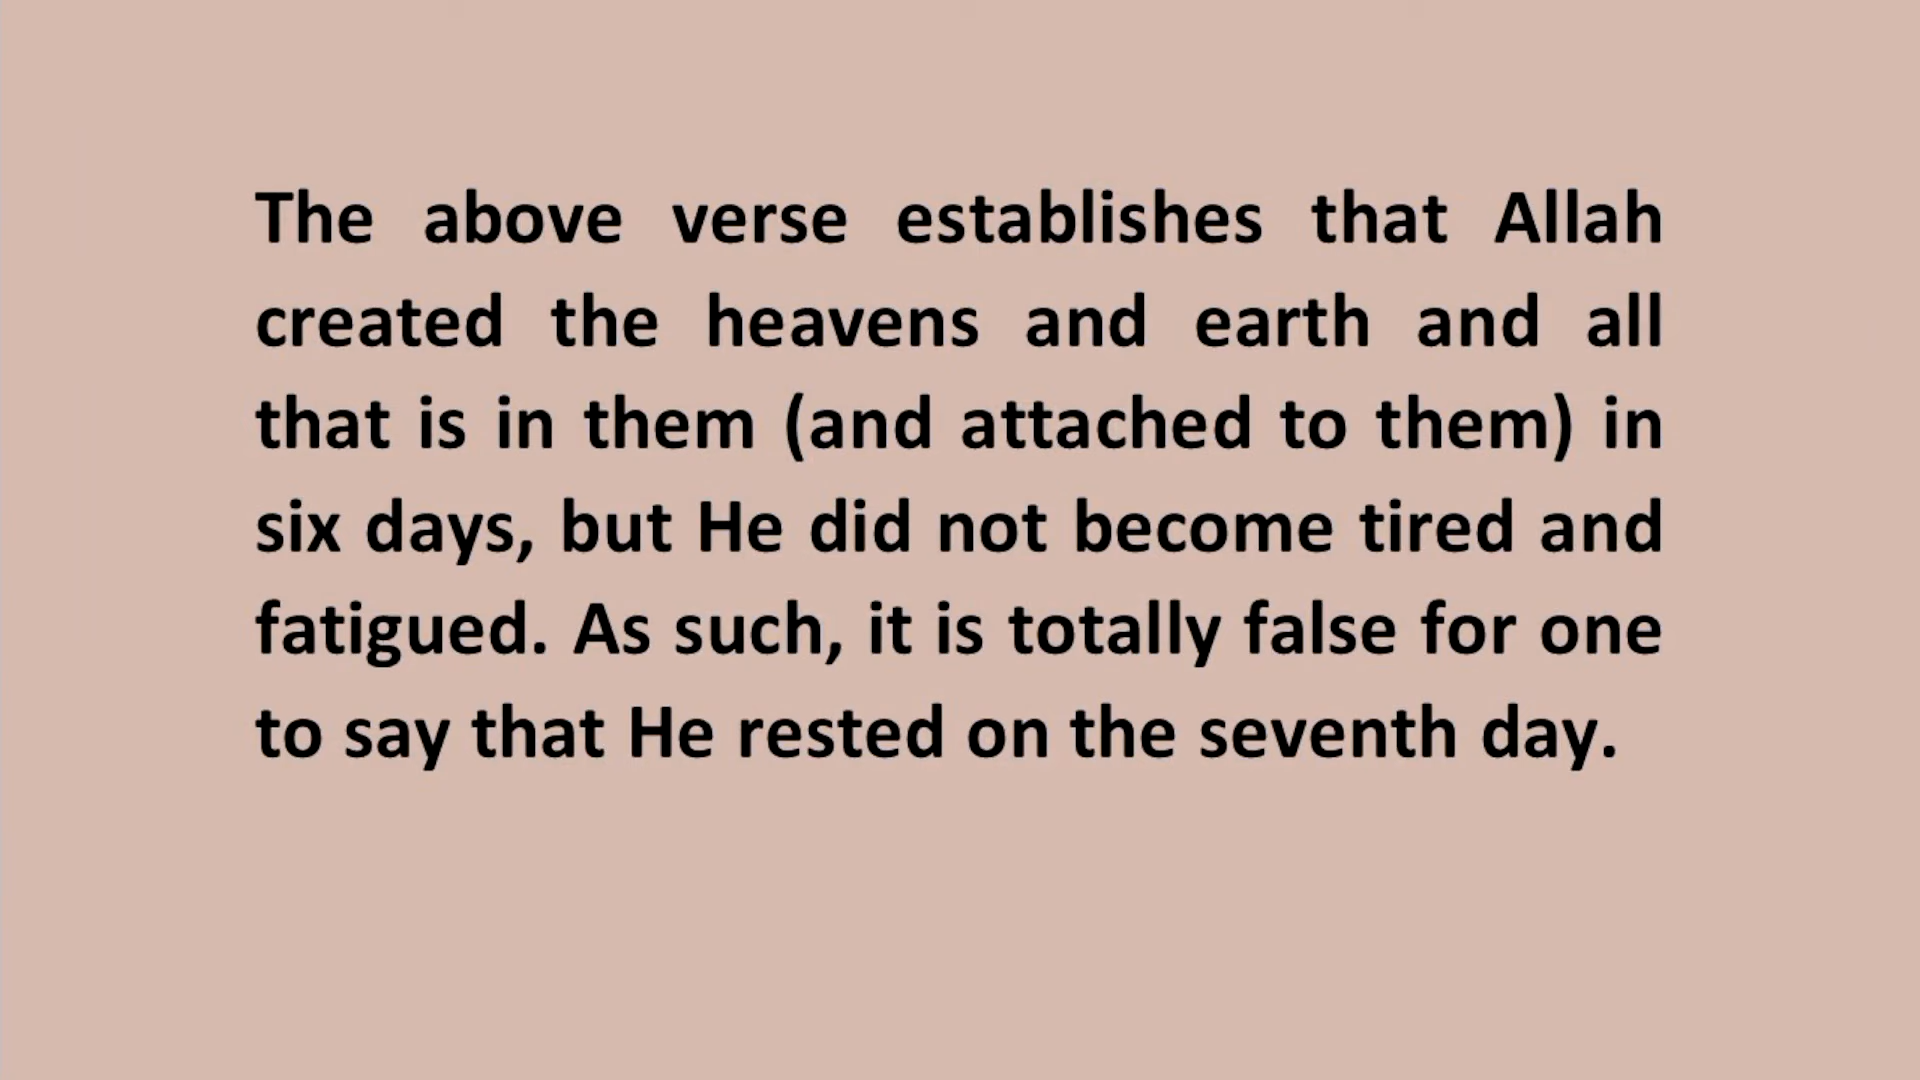 The above verse establishes that Allah
created the heavens and earth and all
that is in them (and attached to them) in
six days, but He did not become tired and
fatigued. As such, it is totally false for one
to say that He rested on the seventh day.